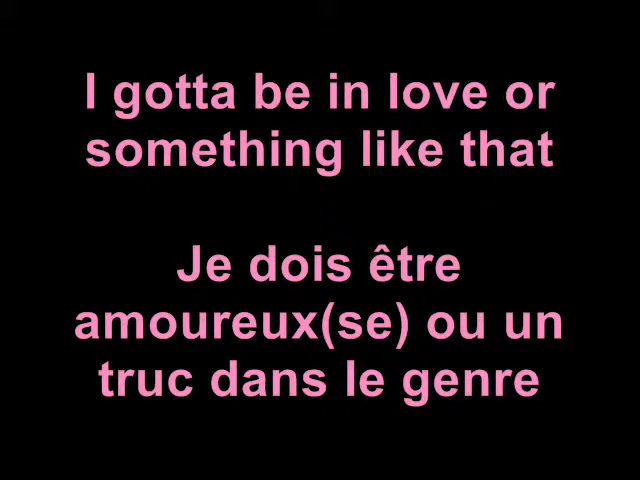 I gotta be in love or
something like that
Je dois être
amoureux(se) ou un
truc dans le genre